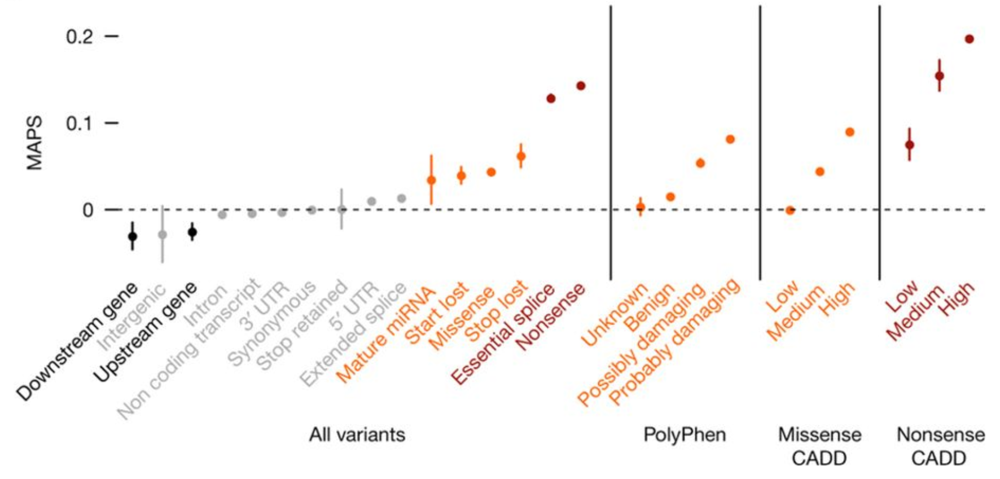 0.2
0.1
0
MAPS
Downstream gene
Intergenic
Upstream gene
Intron
Non coding transcript
3′ UTR
Synonymous
Stop retained
5′ UTR
Extended splice
Mature miRNA
Start lost
Missense
Stop lost
Essential splice
Nonsense
Unknown
Benign
Possibly damaging
Probably damaging
Low
Medium
High
Low
Medium
High
All variants
PolyPhen
Missense
CADD
Nonsense
CADD